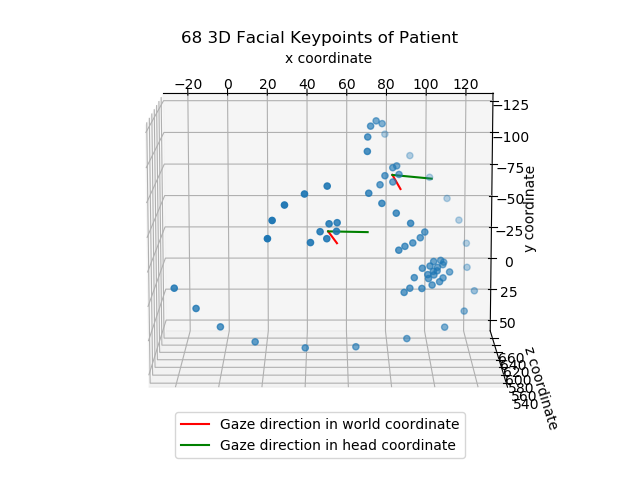 68 3D Facial Keypoints of Patient
x coordinate
−20 0 20 40 60 80 100 120
−125
−100
−75
−50
−25
0
25
50
y coordinate
660
640
620
600
580
560
540
z coordinate
Gaze direction in world coordinate
Gaze direction in head coordinate